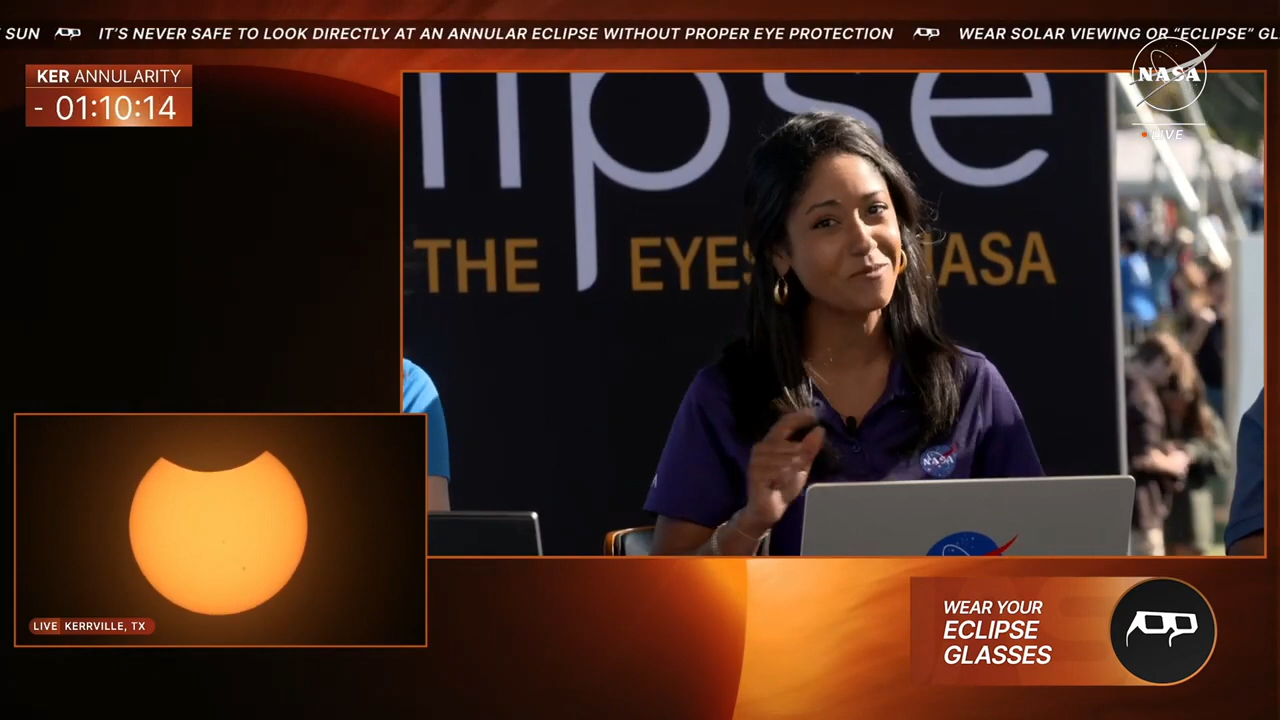 SUN IT'S NEVER SAFE TO LOOK DIRECTLY AT AN ANNULAR ECLIPSE WITHOUT PROPER EYE PROTECTION WEAR SOLAR VIEWING OR “ECLIPSE” GL
KER ANNULARITY
- 01:10:14
NASA
LIVE
lipse
THE EYES NASA
NASA
LIVE KERRVILLE, TX
WEAR YOUR
ECLIPSE
GLASSES